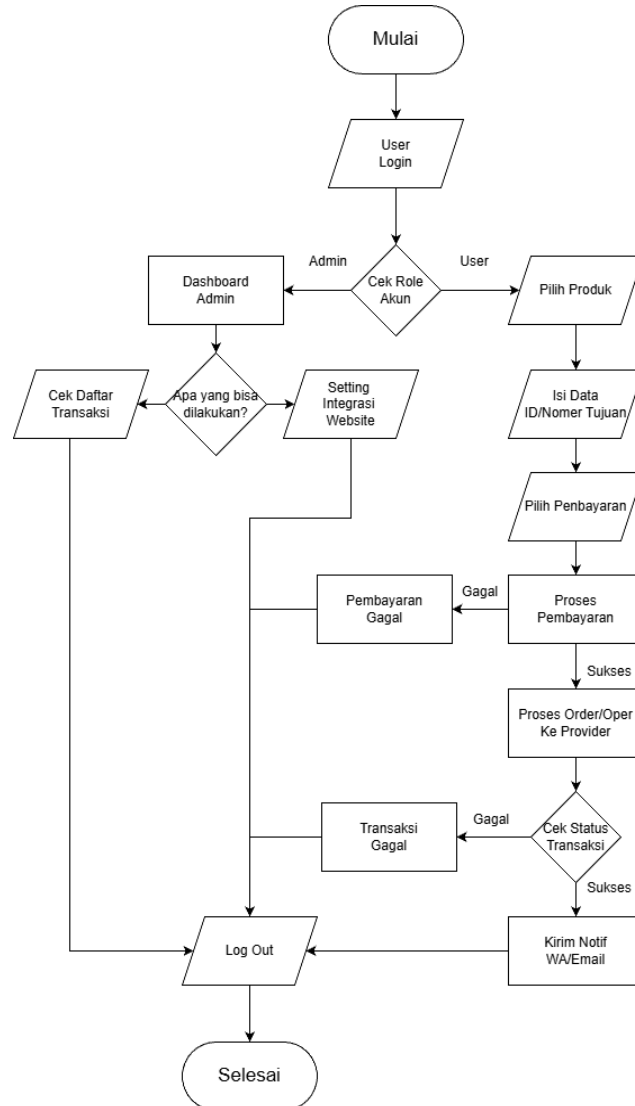 Mulai
User
Login
Admin
User
Dashboard
Admin
Cek Role
Akun
Pilih Produk
Cek Daftar
Transaksi
Apa yang bisa
dilakukan?
Setting
Integrasi
Website
Isi Data
ID/Nomer Tujuan
Pilih Penbayaran
Pembayaran
Gagal
Gagal
Proses
Pembayaran
Sukses
Proses Order/Oper
Ke Provider
Transaksi
Gagal
Gagal
Cek Status
Transaksi
Sukses
Log Out
Kirim Notif
WA/Email
Selesai